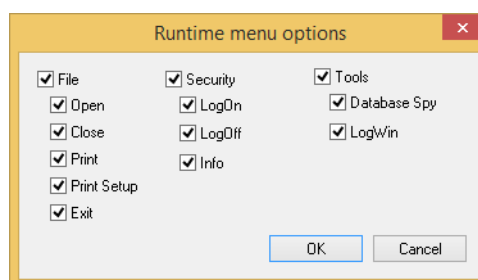 Runtime menu options
File Security Tools
Open LogOn Database Spy
Close LogOff LogWin
Print Info
Print Setup
Exit
OK Cancel